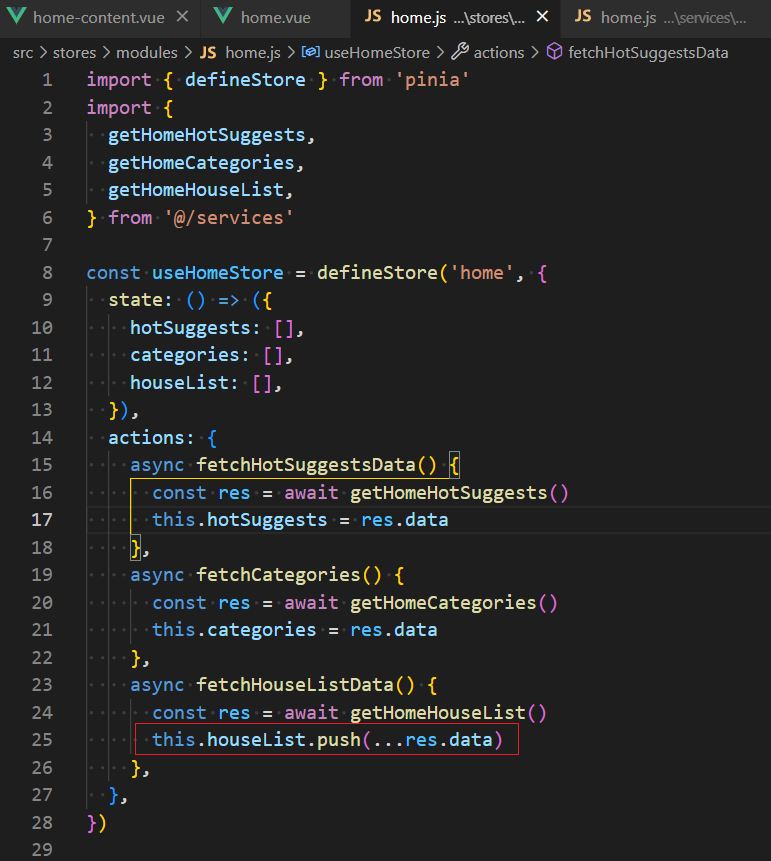 home-content.vue home.vue JS home.js ...\stores\... JS home.js ...\services\...
src > stores > modules > JS home.js > useHomeStore > actions > fetchHotSuggestsData
1 import { defineStore } from 'pinia'
2 import {
3 getHomeHotSuggests,
4 getHomeCategories,
5 getHomeHouseList,
6 } from '@/services'
7
8 const useHomeStore = defineStore('home', {
9 state: () => ({
10 hotSuggests: [],
11 categories: [],
12 houseList: [],
13 }),
14 actions: {
15 async fetchHotSuggestsData() {
16 const res = await getHomeHotSuggests()
17 this.hotSuggests = res.data
18 },
19 async fetchCategories() {
20 const res = await getHomeCategories()
21 this.categories = res.data
22 },
23 async fetchHouseListData() {
24 const res = await getHomeHouseList()
25 this.houseList.push(...res.data)
26 },
27 },
28 })
29